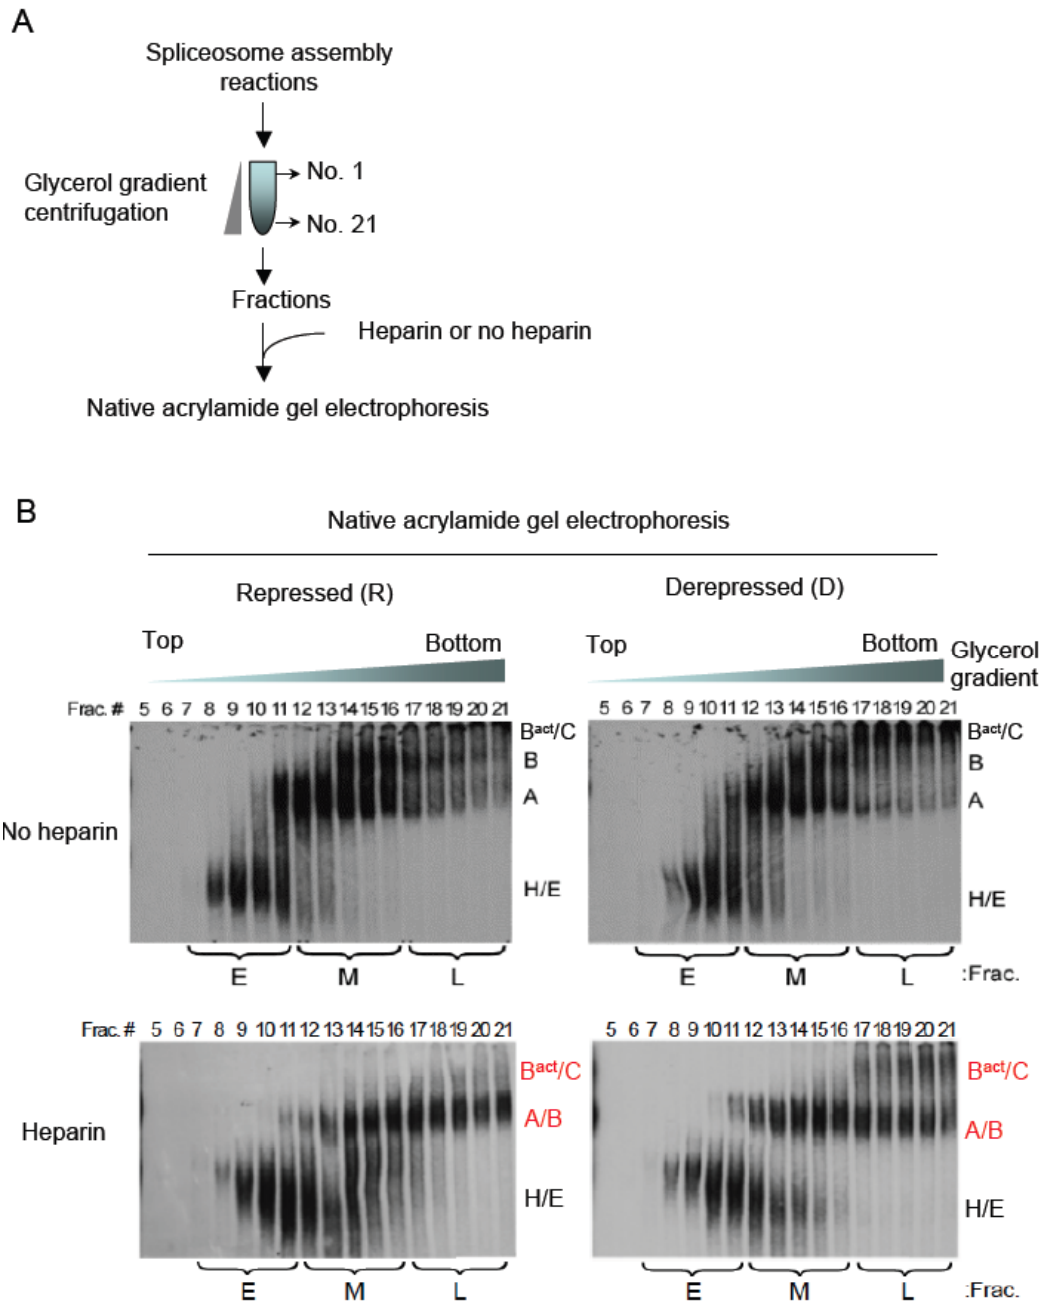 A
Spliceosome assembly
reactions
Glycerol gradient
centrifugation
No. 1
No. 21
Fractions
Heparin or no heparin
Native acrylamide gel electrophoresis
B
Native acrylamide gel electrophoresis
Repressed (R)
Derepressed (D)
Top
Bottom
Top
Bottom
Glycerol
gradient
Frac. # 5 6 7 8 9 10 11 12 13 14 15 16 17 18 19 20 21
5 6 7 8 9 10 11 12 13 14 15 16 17 18 19 20 21
No heparin
Bact/C
B
A
H/E
Bact/C
B
A
H/E
E M L
E M L :Frac.
Frac. # 5 6 7 8 9 10 11 12 13 14 15 16 17 18 19 20 21
5 6 7 8 9 10 11 12 13 14 15 16 17 18 19 20 21
Heparin
Bact/C
A/B
H/E
Bact/C
A/B
H/E
E M L
E M L :Frac.